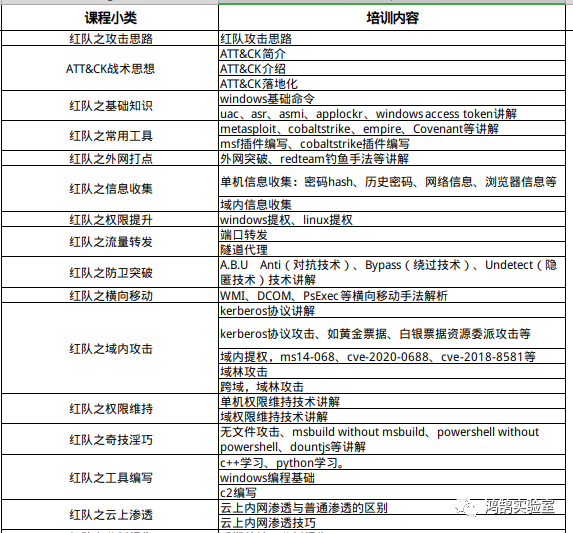 课程小类 培训内容
红队之攻击思路 红队攻击思路
ATT&CK战术思想
ATT&CK简介
ATT&CK介绍
ATT&CK落地化
红队之基础知识
windows基础命令
uac、asr、asmi、applockr、windows access token讲解
红队之常用工具
metasploit、cobaltstrike、empire、Covenant等讲解
msf插件编写、cobaltstrike插件编写
红队之外网打点 外网突破、redteam钓鱼手法等讲解
红队之信息收集
单机信息收集：密码hash、历史密码、网络信息、浏览器信息等
域内信息收集
红队之权限提升 windows提权、linux提权
红队之流量转发
端口转发
隧道代理
红队之防卫突破
A.B.U Anti（对抗技术）、Bypass（绕过技术）、Undetect（隐
匿技术）技术讲解
红队之横向移动 WMI、DCOM、PsExec等横向移动手法解析
红队之域内攻击
kerberos协议讲解
kerberos协议攻击、如黄金票据、白银票据资源委派攻击等
域内提权，ms14-068、cve-2020-0688、cve-2018-8581等
域林攻击
跨域，域林攻击
红队之权限维持
单机权限维持技术讲解
域权限维持技术讲解
红队之奇技淫巧
无文件攻击、msbuild without msbuild、powershell without
powershell、dountjs等讲解
红队之工具编写
c++学习、python学习。
windows编程基础
c2编写
红队之云上渗透
云上内网渗透与普通渗透的区别
云上内网渗透技巧
鸿鹄实验室